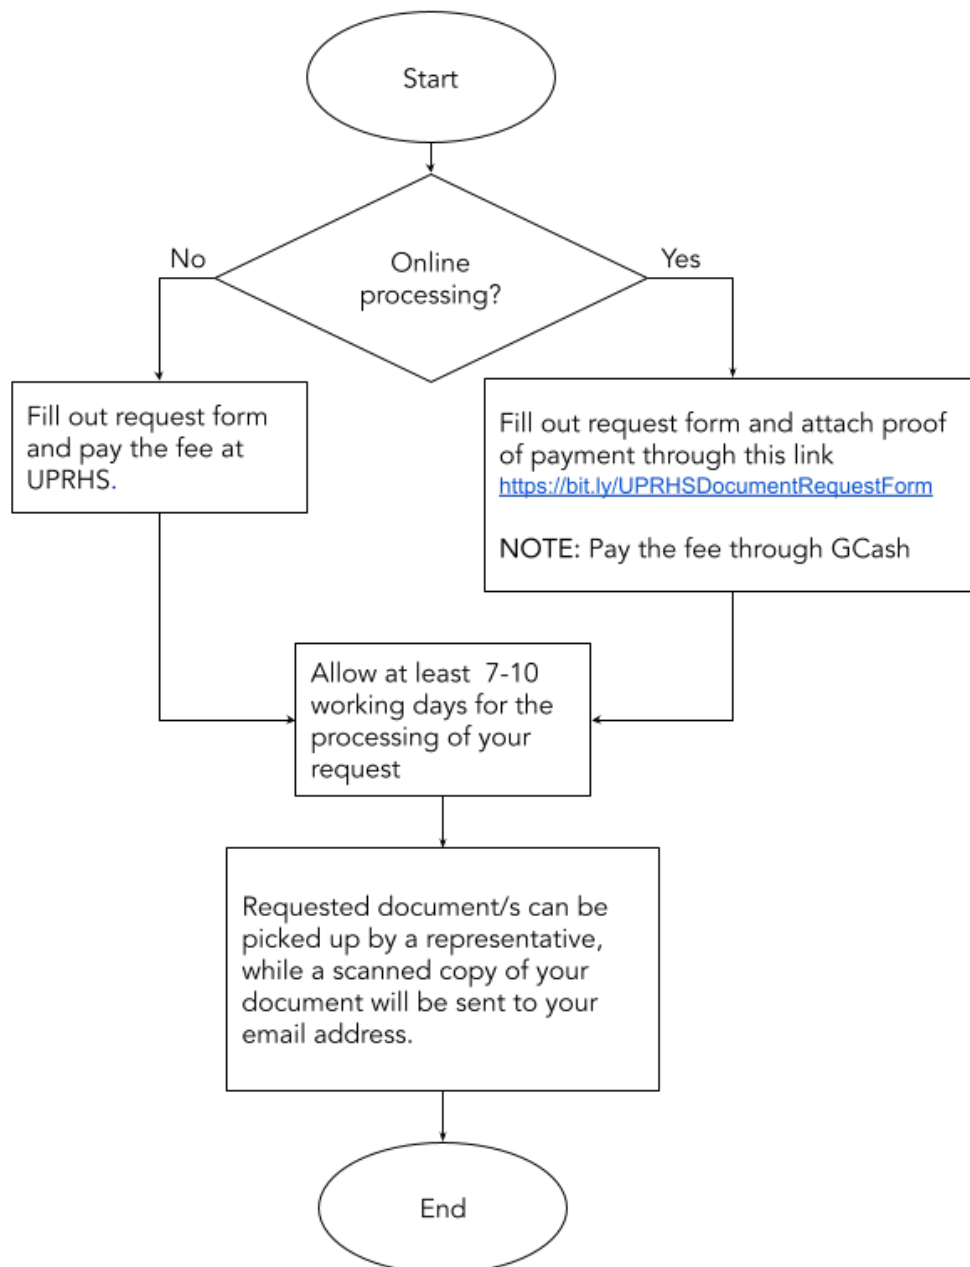 Start
Online
processing?
No
Yes
Fill out request form
and pay the fee at
UPRHS.
Fill out request form and attach proof
of payment through this link
https://bit.ly/UPRHSDocumentRequestForm
NOTE: Pay the fee through GCash
Allow at least  7-10
working days for the
processing of your
request
Requested document/s can be
picked up by a representative,
while a scanned copy of your
document will be sent to your
email address.
End